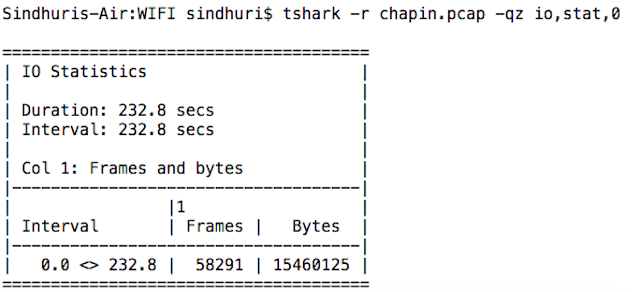 Sindhuris-Air:WIFI sindhuri$ tshark -r chapin.pcap -qz io,stat,0
=====================================
| IO Statistics                     |
|                                   |
| Duration: 232.8 secs              |
| Interval: 232.8 secs              |
|                                   |
| Col 1: Frames and bytes           |
|-----------------------------------|
|                |1                 |
| Interval       | Frames |   Bytes  |
|-----------------------------------|
|   0.0 <> 232.8 |  58291 | 15460125 |
=====================================